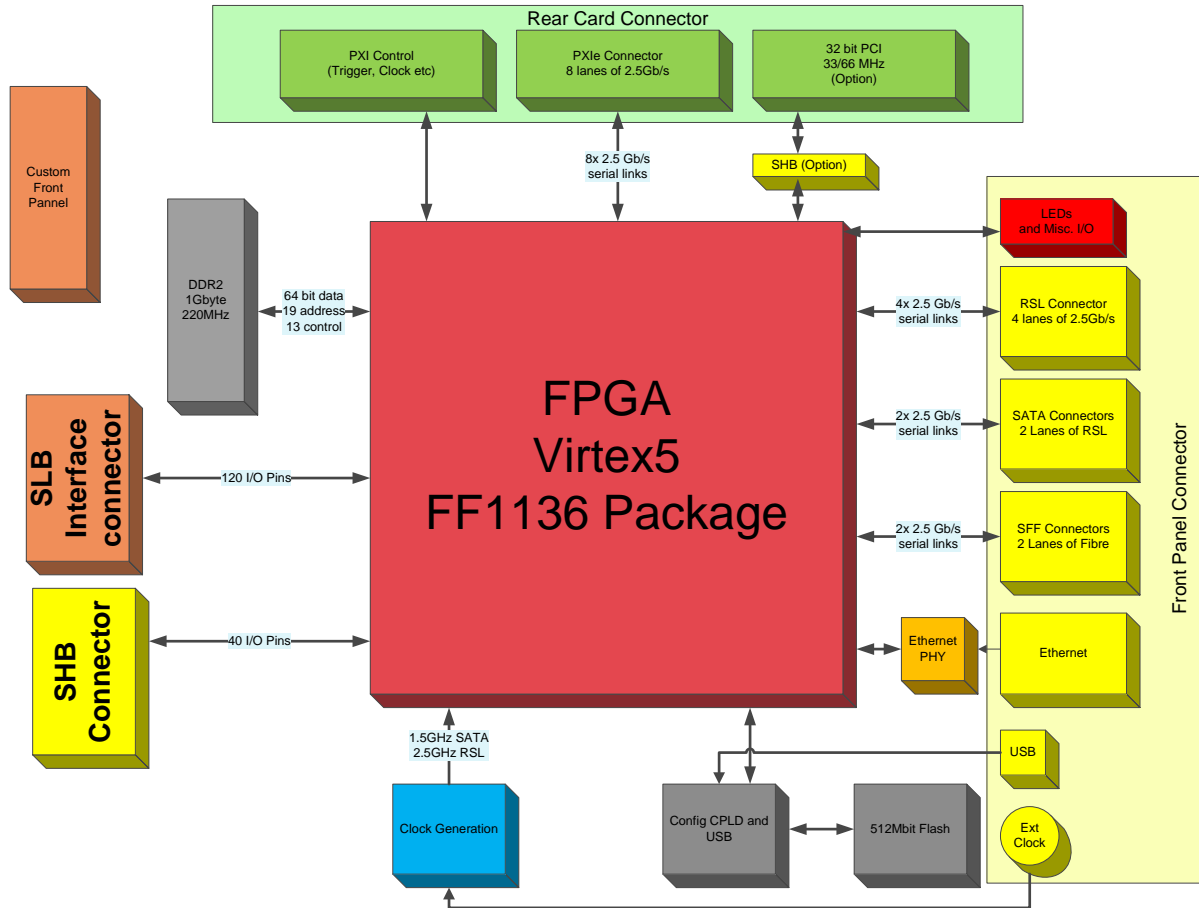 Rear Card Connector
PXI Control
(Trigger, Clock etc)
PXIe Connector
8 lanes of 2.5Gb/s
32 bit PCI
33/66 MHz
(Option)
8x 2.5 Gb/s
serial links
SHB (Option)
Custom
Front
Pannel
DDR2
1Gbyte
220MHz
64 bit data
19 address
13 control
SLB
Interface
connector
120 I/O Pins
SHB
Connector
40 I/O Pins
FPGA
Virtex5
FF1136 Package
LEDs
and Misc. I/O
4x 2.5 Gb/s
serial links
RSL Connector
4 lanes of 2.5Gb/s
2x 2.5 Gb/s
serial links
SATA Connectors
2 Lanes of RSL
2x 2.5 Gb/s
serial links
SFF Connectors
2 Lanes of Fibre
Front Panel Connector
Ethernet
PHY
Ethernet
USB
Ext
Clock
1.5GHz SATA
2.5GHz RSL
Clock Generation
Config CPLD and
USB
512Mbit Flash